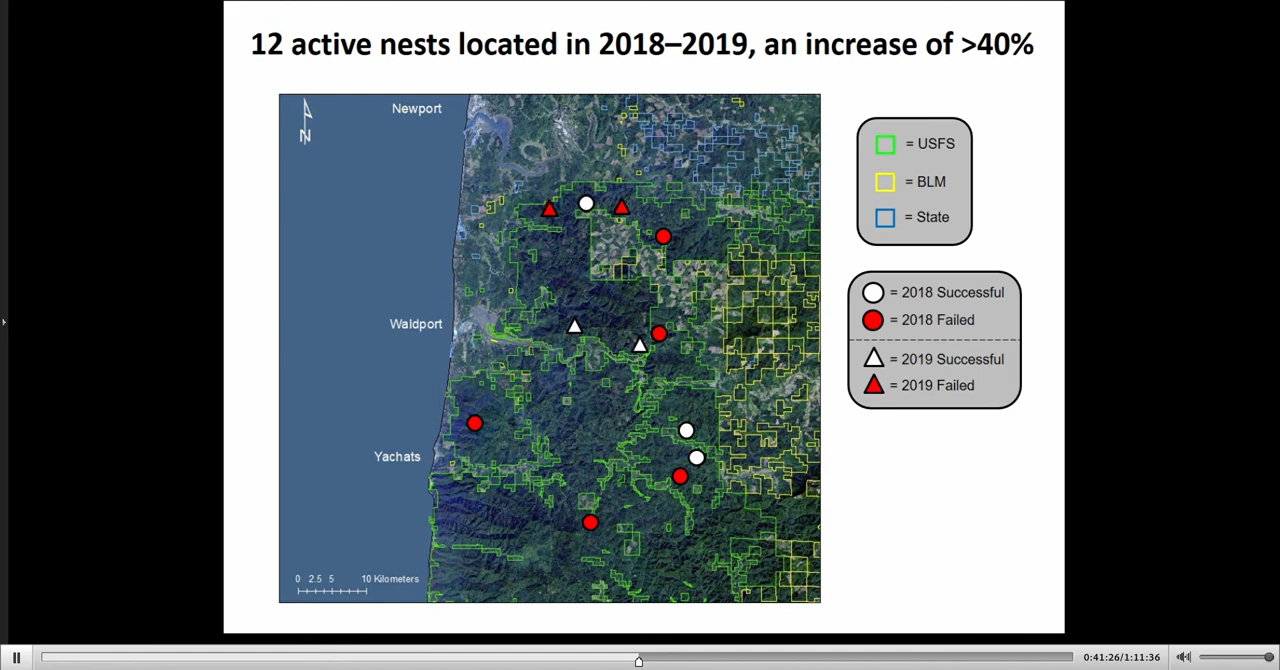 12 active nests located in 2018–2019, an increase of >40%
Newport
N
Waldport
Yachats
0 2.5 5 10 Kilometers
= USFS
= BLM
= State
= 2018 Successful
= 2018 Failed
= 2019 Successful
= 2019 Failed
0:41:26/1:11:36